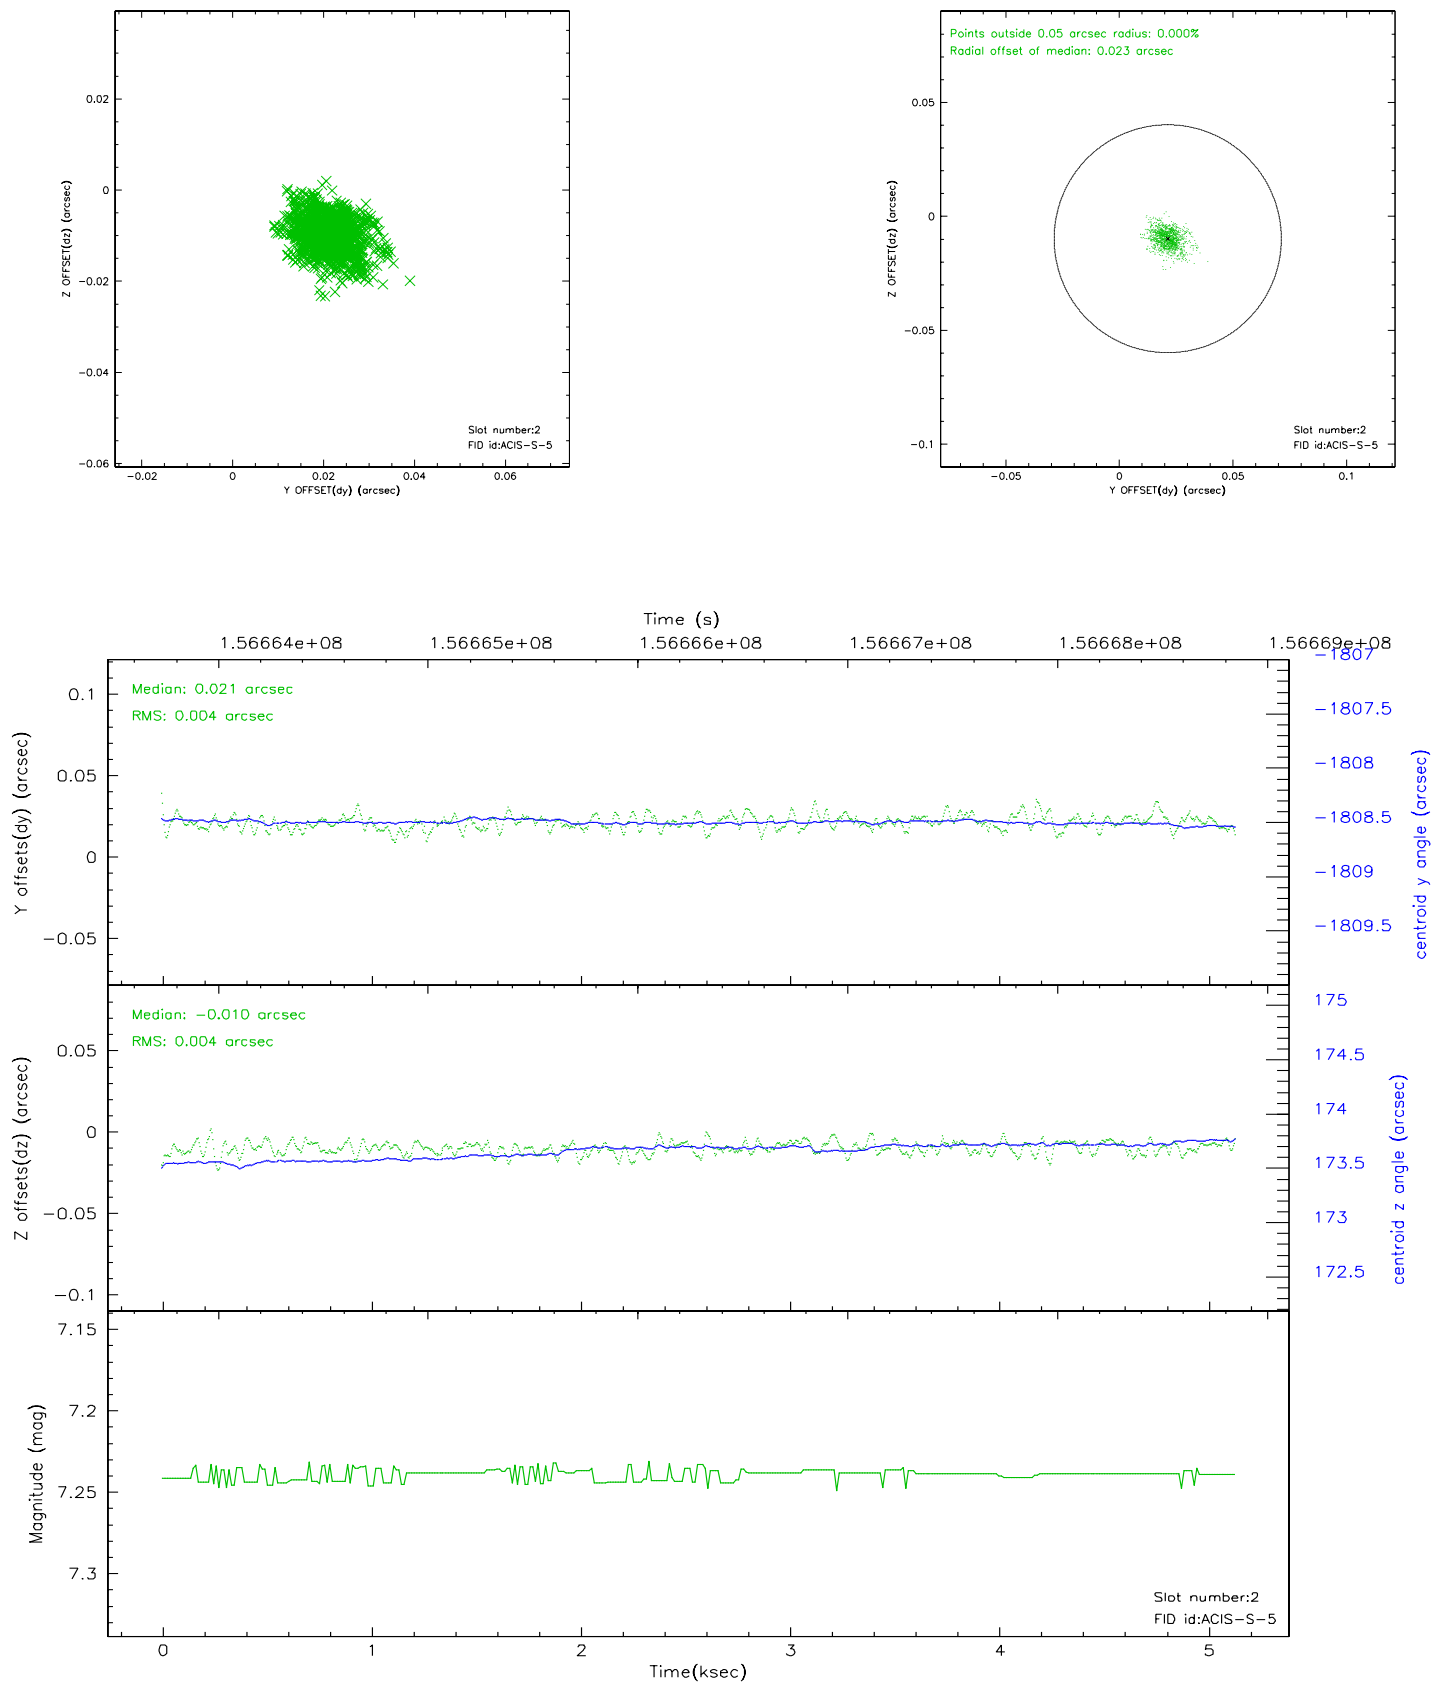 0.02
0
-0.02
-0.04
-0.06
Z OFFSET(dz) (arcsec)
Slot number:2
FID id:ACIS-S-5
-0.02 0 0.02 0.04 0.06
Y OFFSET(dy) (arcsec)
Points outside 0.05 arcsec radius: 0.000%
Radial offset of median: 0.023 arcsec
0.05
0
-0.05
-0.1
Z OFFSET(dz) (arcsec)
Slot number:2
FID id:ACIS-S-5
-0.05 0 0.05 0.1
Y OFFSET(dy) (arcsec)
Time (s)
1.56664e+08 1.56665e+08 1.56666e+08 1.56667e+08 1.56668e+08 1.56669e+08
Median: 0.021 arcsec
RMS: 0.004 arcsec
0.1
0.05
0
-0.05
Y offsets(dy) (arcsec)
-1807
-1807.5
-1808
-1808.5
-1809
-1809.5
centroid y angle (arcsec)
Median: -0.010 arcsec
RMS: 0.004 arcsec
0.05
0
-0.05
-0.1
Z offsets(dz) (arcsec)
175
174.5
174
173.5
173
172.5
centroid z angle (arcsec)
7.15
7.2
7.25
7.3
Magnitude (mag)
Slot number:2
FID id:ACIS-S-5
0 1 2 3 4 5
Time(ksec)